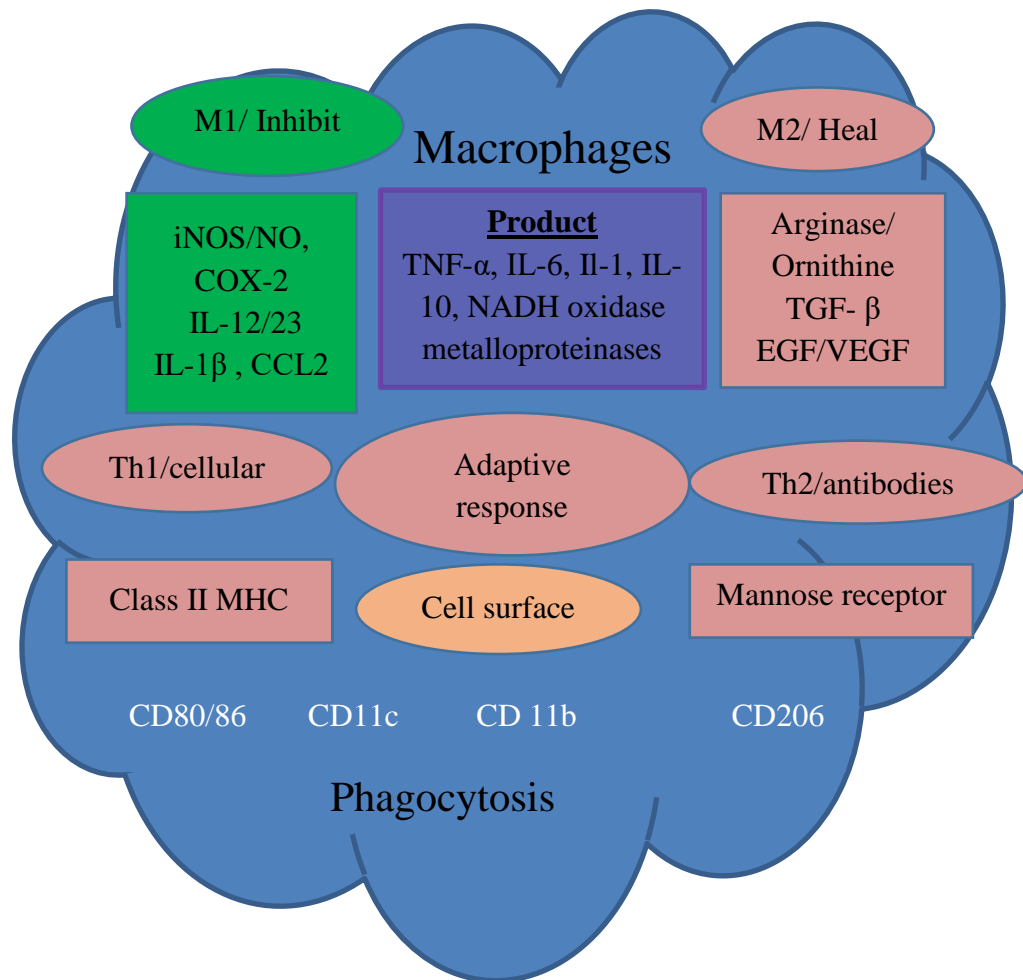 M1/ Inhibit
Macrophages
M2/ Heal
iNOS/NO,
COX-2
IL-12/23
IL-1β , CCL2
Product
TNF-α, IL-6, Il-1, IL-
10, NADH oxidase
metalloproteinases
Arginase/
Ornithine
TGF- β
EGF/VEGF
Th1/cellular
Adaptive
response
Th2/antibodies
Class II MHC
Cell surface
Mannose receptor
CD80/86
CD11c
CD 11b
CD206
Phagocytosis